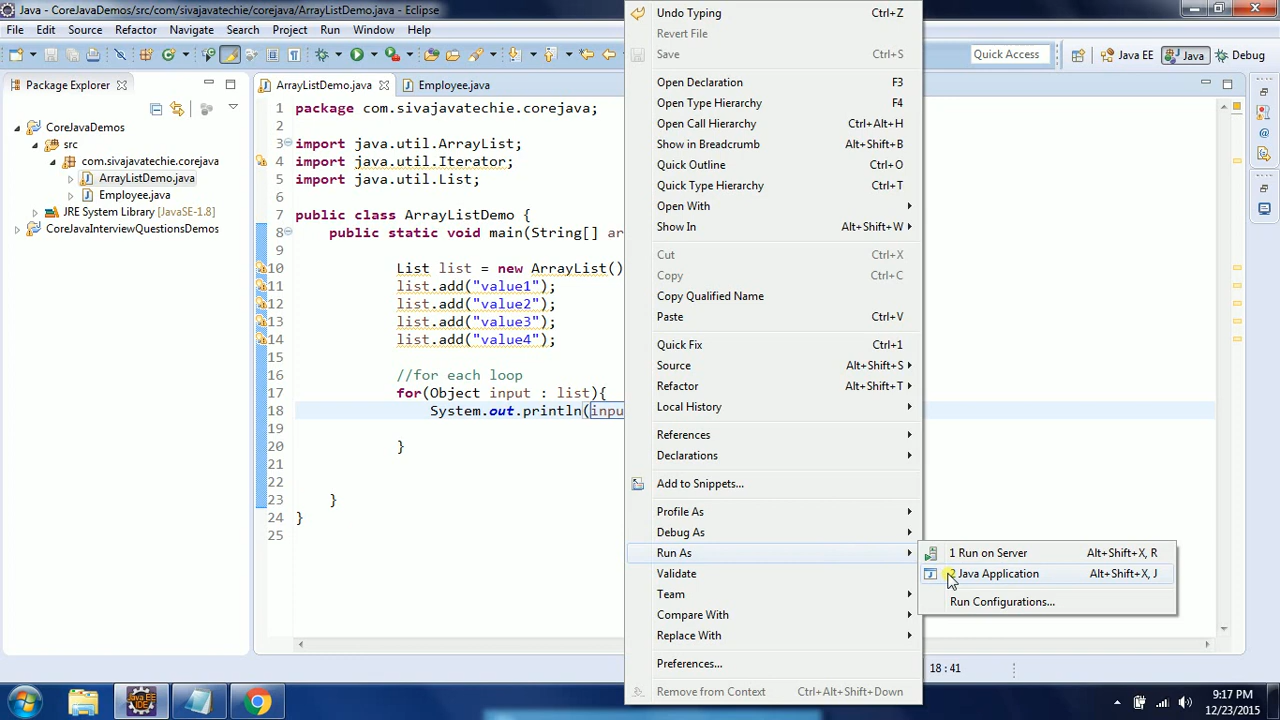 Java - CoreJavaDemos/src/com/sivajavatechie/corejava/ArrayListDemo.java - Eclipse
File Edit Source Refactor Navigate Search Project Run Window Help
Quick Access
Java EE
Java
Debug
Package Explorer
CoreJavaDemos
src
com.sivajavatechie.corejava
ArrayListDemo.java
Employee.java
JRE System Library [JavaSE-1.8]
CoreJavaInterviewQuestionsDemos
ArrayListDemo.java
Employee.java
1 package com.sivajavatechie.corejava;
2
3 import java.util.ArrayList;
4 import java.util.Iterator;
5 import java.util.List;
6
7 public class ArrayListDemo {
8 public static void main(String[] ar
9
10 List list = new ArrayList()
11 list.add("value1");
12 list.add("value2");
13 list.add("value3");
14 list.add("value4");
15
16 //for each loop
17 for(Object input : list){
18 System.out.println(inpu
19
20 }
21
22
23 }
24 }
25
Undo Typing Ctrl+Z
Revert File
Save Ctrl+S
Open Declaration F3
Open Type Hierarchy F4
Open Call Hierarchy Ctrl+Alt+H
Show in Breadcrumb Alt+Shift+B
Quick Outline Ctrl+O
Quick Type Hierarchy Ctrl+T
Open With
Show In Alt+Shift+W
Cut Ctrl+X
Copy Ctrl+C
Copy Qualified Name
Paste Ctrl+V
Quick Fix Ctrl+1
Source Alt+Shift+S
Refactor Alt+Shift+T
Local History
References
Declarations
Add to Snippets...
Profile As
Debug As
Run As
Validate
Team
Compare With
Replace With
Preferences...
Remove from Context Ctrl+Alt+Shift+Down
1 Run on Server Alt+Shift+X, R
2 Java Application Alt+Shift+X, J
Run Configurations...
18 : 41
Java EE
IDE
9:17 PM
12/23/2015